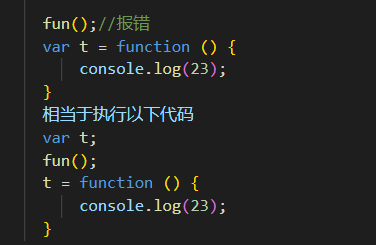 fun();//报错
var t = function () {
    console.log(23);
}
相当于执行以下代码
var t;
fun();
t = function () {
    console.log(23);
}